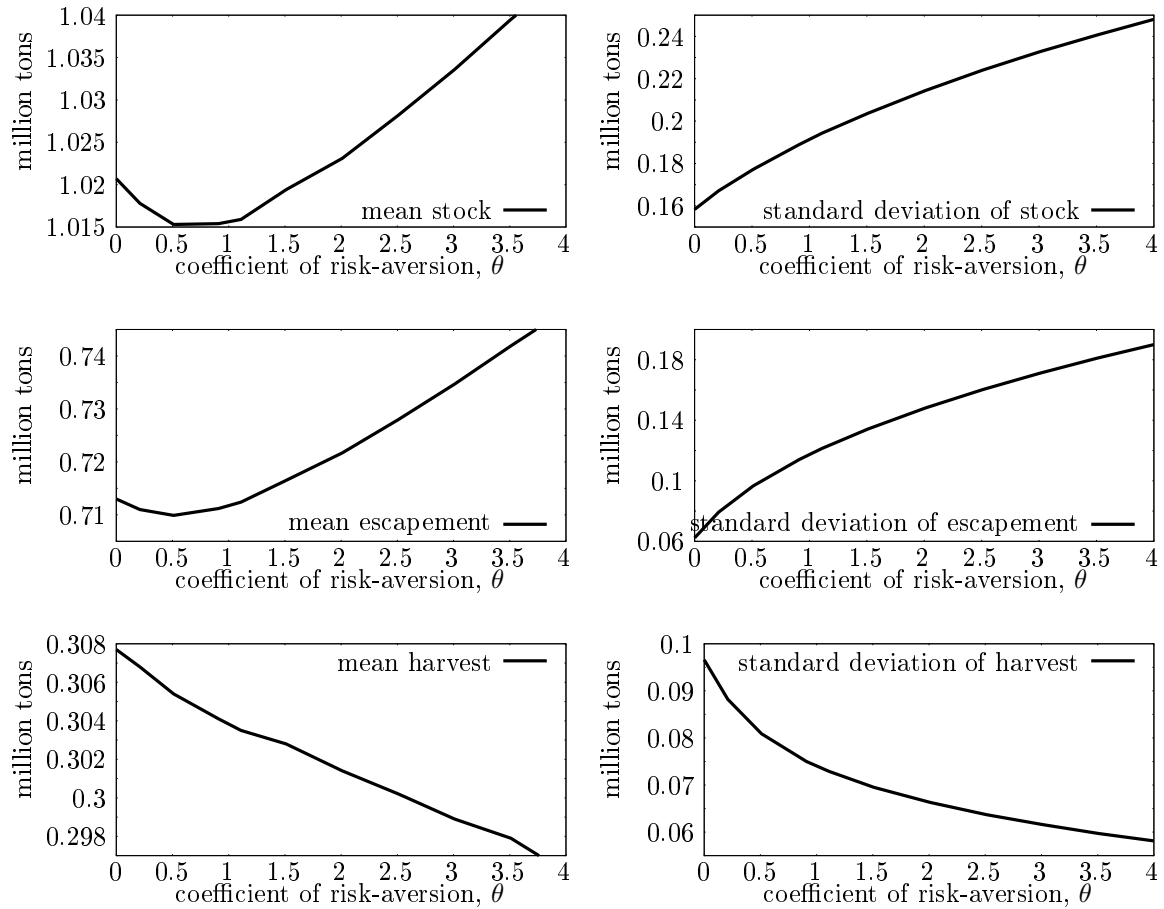 million tons
1.04
1.035
1.03
1.025
1.02
1.015
mean stock
0 0.5 1 1.5 2 2.5 3 3.5 4
coefficient of risk-aversion, θ
million tons
0.24
0.22
0.2
0.18
0.16
standard deviation of stock
0 0.5 1 1.5 2 2.5 3 3.5 4
coefficient of risk-aversion, θ
million tons
0.74
0.73
0.72
0.71
mean escapement
0 0.5 1 1.5 2 2.5 3 3.5 4
coefficient of risk-aversion, θ
million tons
0.18
0.14
0.1
0.06
standard deviation of escapement
0 0.5 1 1.5 2 2.5 3 3.5 4
coefficient of risk-aversion, θ
million tons
0.308
0.306
0.304
0.302
0.3
0.298
mean harvest
0 0.5 1 1.5 2 2.5 3 3.5 4
coefficient of risk-aversion, θ
million tons
0.1
0.09
0.08
0.07
0.06
standard deviation of harvest
0 0.5 1 1.5 2 2.5 3 3.5 4
coefficient of risk-aversion, θ